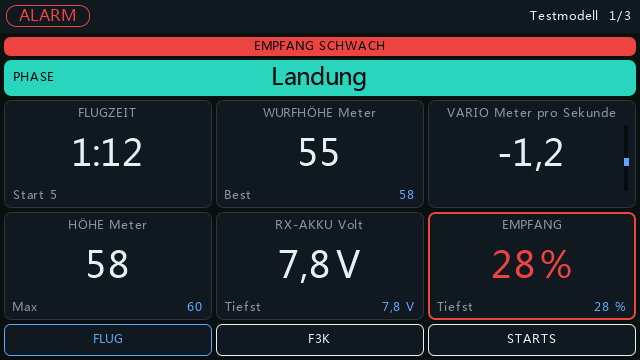 ALARM
Testmodell 1/3
EMPFANG SCHWACH
PHASE Landung
FLUGZEIT
1:12
Start 5
WURFHÖHE Meter
55
Best 58
VARIO Meter pro Sekunde
-1,2
HÖHE Meter
58
Max 60
RX-AKKU Volt
7,8 V
Tiefst 7,8 V
EMPFANG
28 %
Tiefst 28 %
FLUG
F3K
STARTS